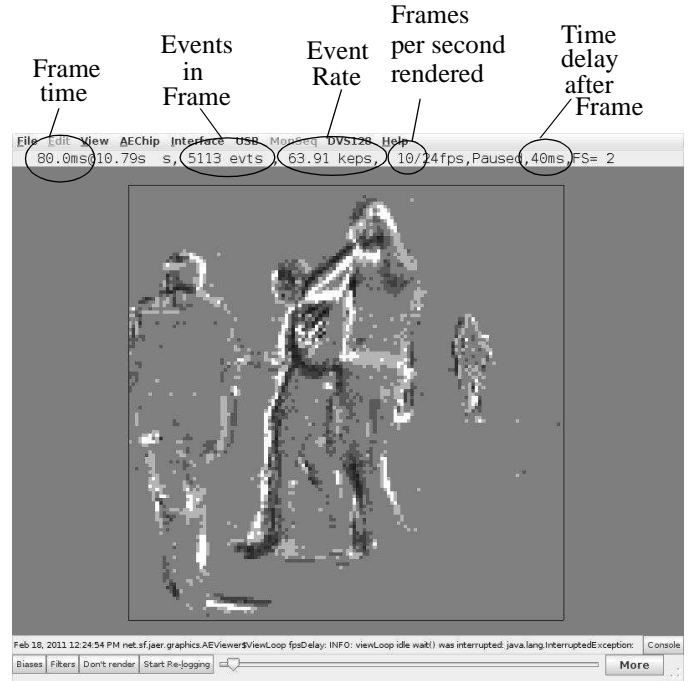 Frame
time
Events
in
Frame
Event
Rate
Frames
per second
rendered
Time
delay
after
Frame
File Edit View AEChip Interface USB MonSeq DVS128 Help
80.0ms@10.79s s, 5113 evts , 63.91 keps, 10/24fps,Paused,40ms,FS= 2
Feb 18, 2011 12:24:54 PM net.sf.jaer.graphics.AEViewer$ViewLoop fpsDelay: INFO: viewLoop idle wait() was interrupted: java.lang.InterruptedException: Console
Biases Filters Don't render Start Re-logging More